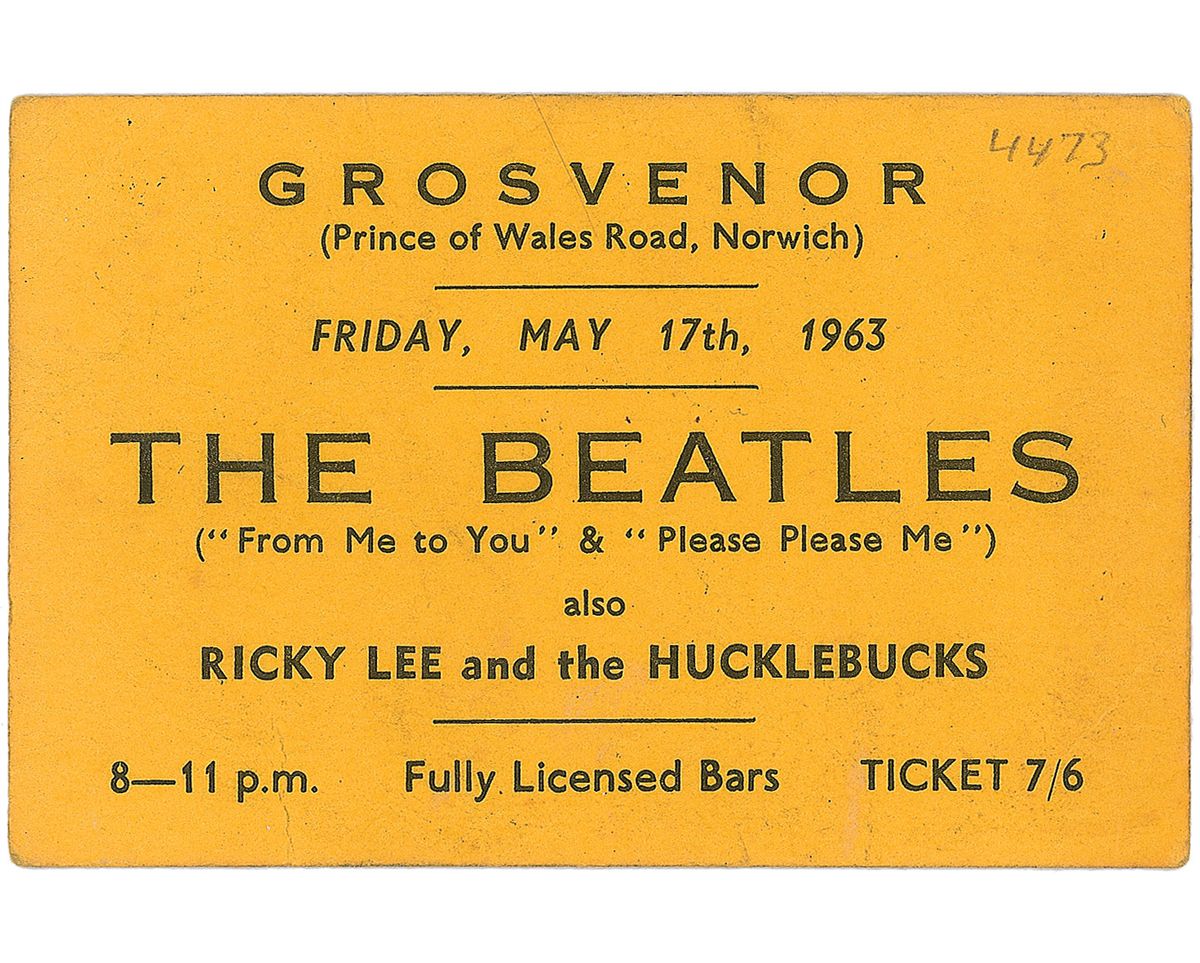 4473
GROSVENOR
(Prince of Wales Road, Norwich)
FRIDAY, MAY 17th, 1963
THE BEATLES
("From Me to You" & "Please Please Me")
also
RICKY LEE and the HUCKLEBUCKS
8—11 p.m. Fully Licensed Bars TICKET 7/6